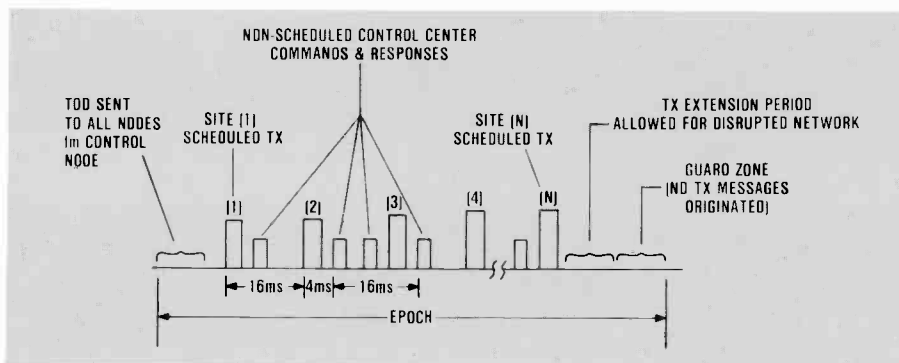 NON-SCHEDULED CONTROL CENTER
COMMANDS & RESPONSES
TOD SENT
TO ALL NODES
fm CONTROL
NODE
SITE (1)
SCHEDULED TX
SITE (N)
SCHEDULED TX
TX EXTENSION PERIOD
ALLOWED FOR DISRUPTED NETWORK
GUARD ZONE
(NO TX MESSAGES
ORIGINATED)
(1)
(2)
(3)
(4)
(N)
16ms
4ms
16ms
EPOCH